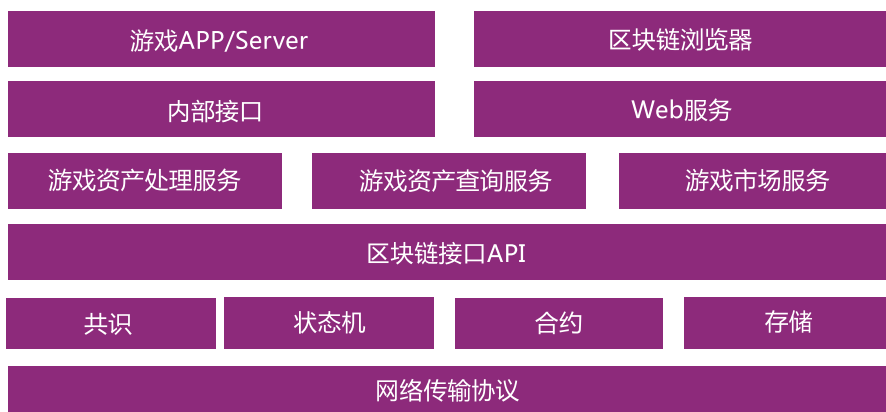 游戏APP/Server
区块链浏览器
内部接口
Web服务
游戏资产处理服务
游戏资产查询服务
游戏市场服务
区块链接口API
共识
状态机
合约
存储
网络传输协议